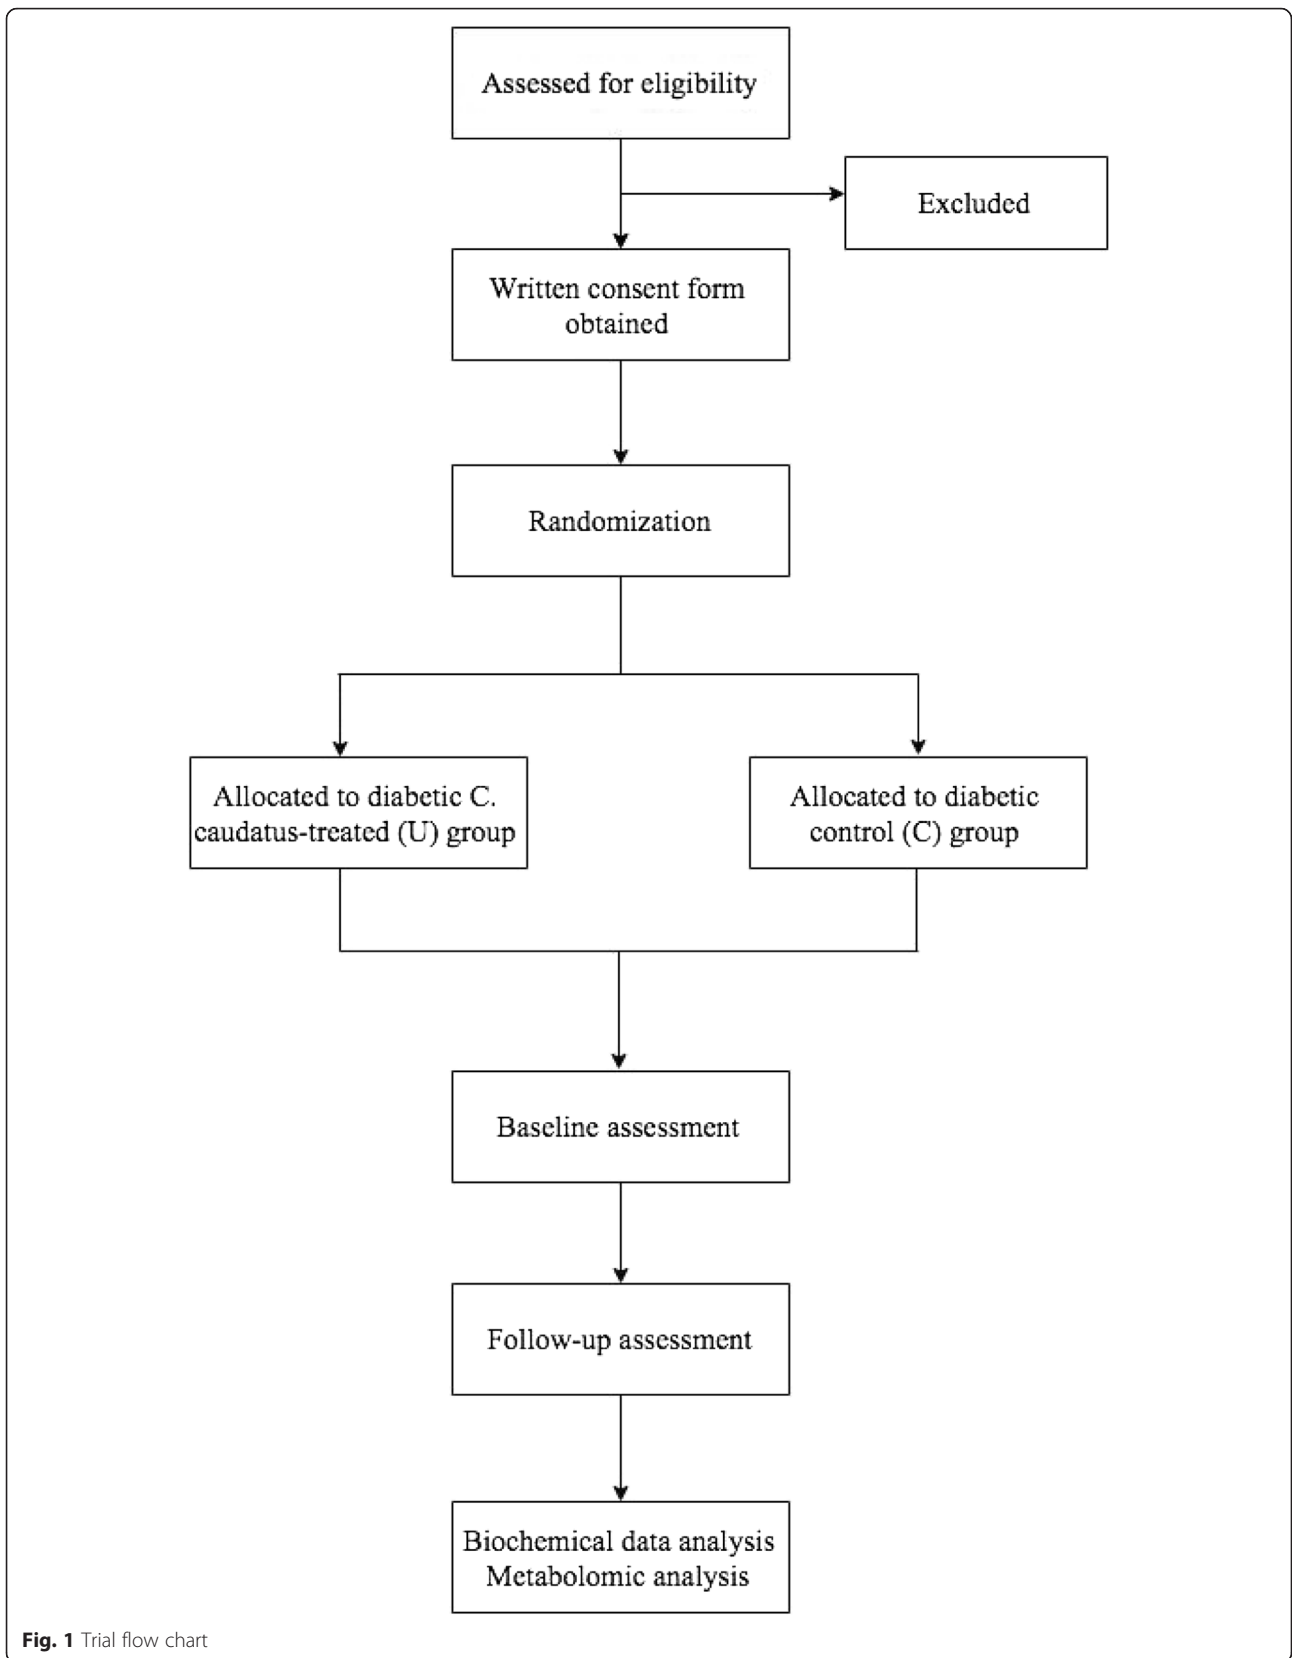 Assessed for eligibility
Excluded
Written consent form
obtained
Randomization
Allocated to diabetic C.
caudatus-treated (U) group
Allocated to diabetic
control (C) group
Baseline assessment
Follow-up assessment
Biochemical data analysis
Metabolomic analysis
Fig. 1 Trial flow chart